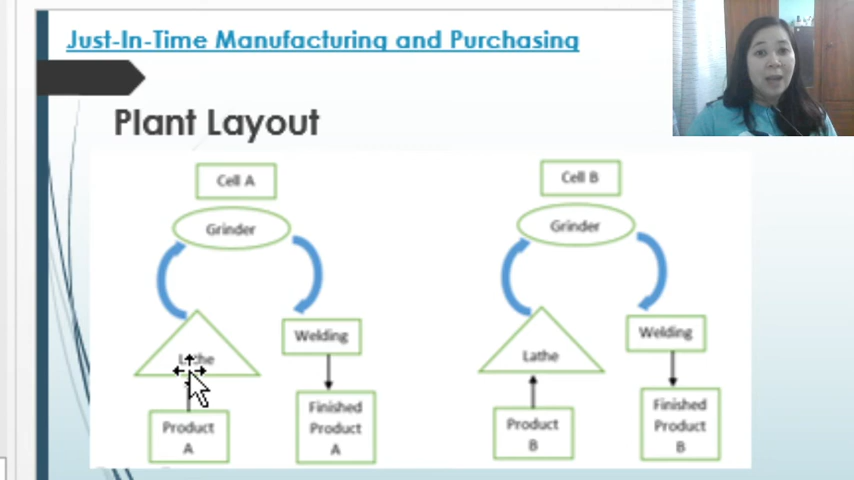 Just-In-Time Manufacturing and Purchasing
Plant Layout
Cell A
Grinder
Lathe
Welding
Product
A
Finished
Product
A
Cell B
Grinder
Lathe
Welding
Product
B
Finished
Product
B